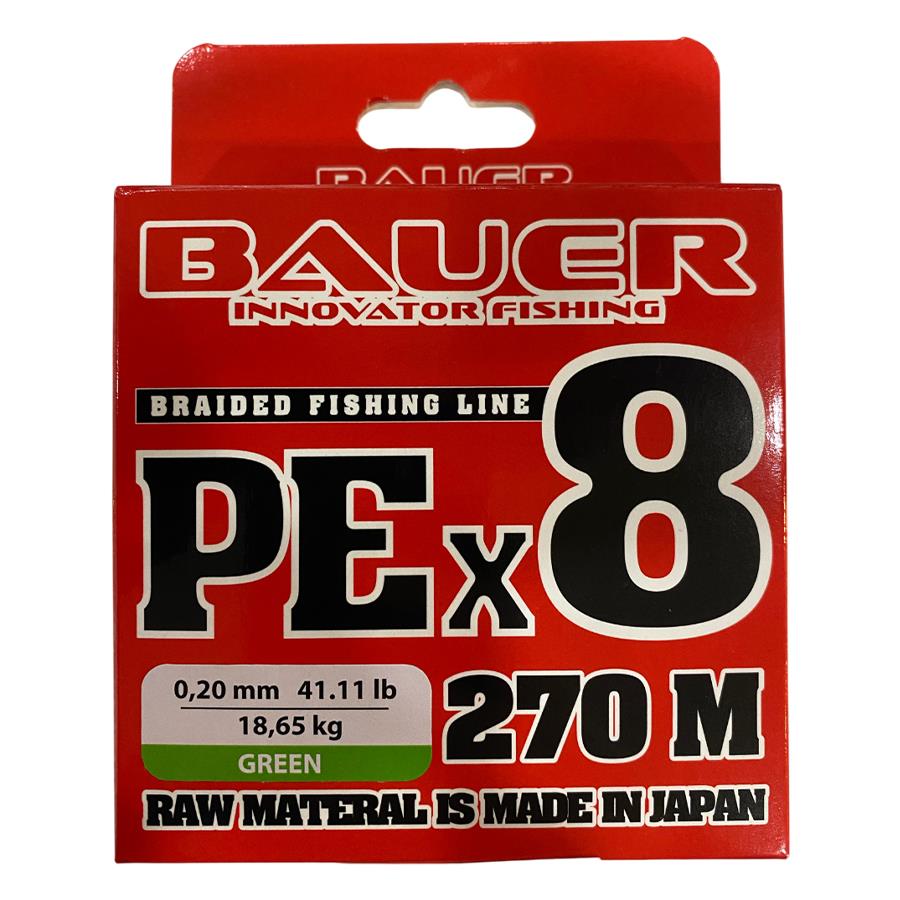 BAUER
BAUER
INNOVATOR FISHING
BRAIDED FISHING LINE
PEx8
0,20 mm 41.11 lb
18,65 kg
GREEN
270 M
RAW MATERAL IS MADE IN JAPAN